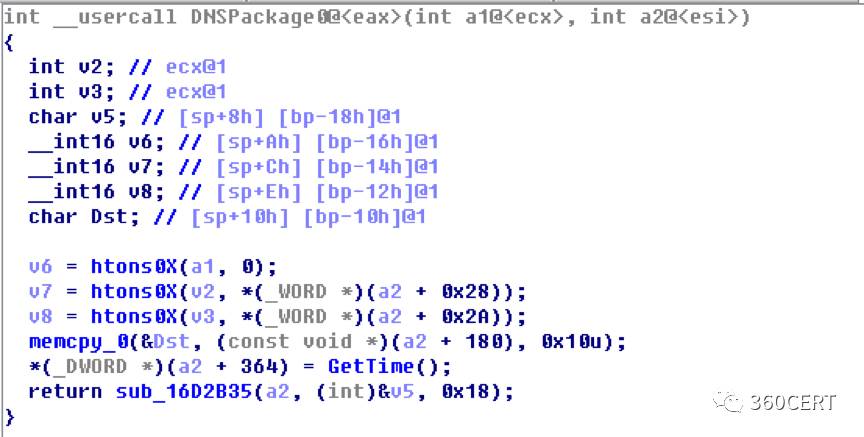 int __usercall DNSPackage0@<eax>(int a1@<ecx>, int a2@<esi>)
{
int v2; // ecx@1
int v3; // ecx@1
char v5; // [sp+8h] [bp-18h]@1
__int16 v6; // [sp+Ah] [bp-16h]@1
__int16 v7; // [sp+Ch] [bp-14h]@1
__int16 v8; // [sp+Eh] [bp-12h]@1
char Dst; // [sp+10h] [bp-10h]@1
v6 = htons0X(a1, 0);
v7 = htons0X(v2, *(_WORD *)(a2 + 0x28));
v8 = htons0X(v3, *(_WORD *)(a2 + 0x2A));
memcpy_0(&Dst, (const void *)(a2 + 180), 0x10u);
*(_DWORD *)(a2 + 364) = GetTime();
return sub_16D2B35(a2, (int)&v5, 0x18);
}
360CERT